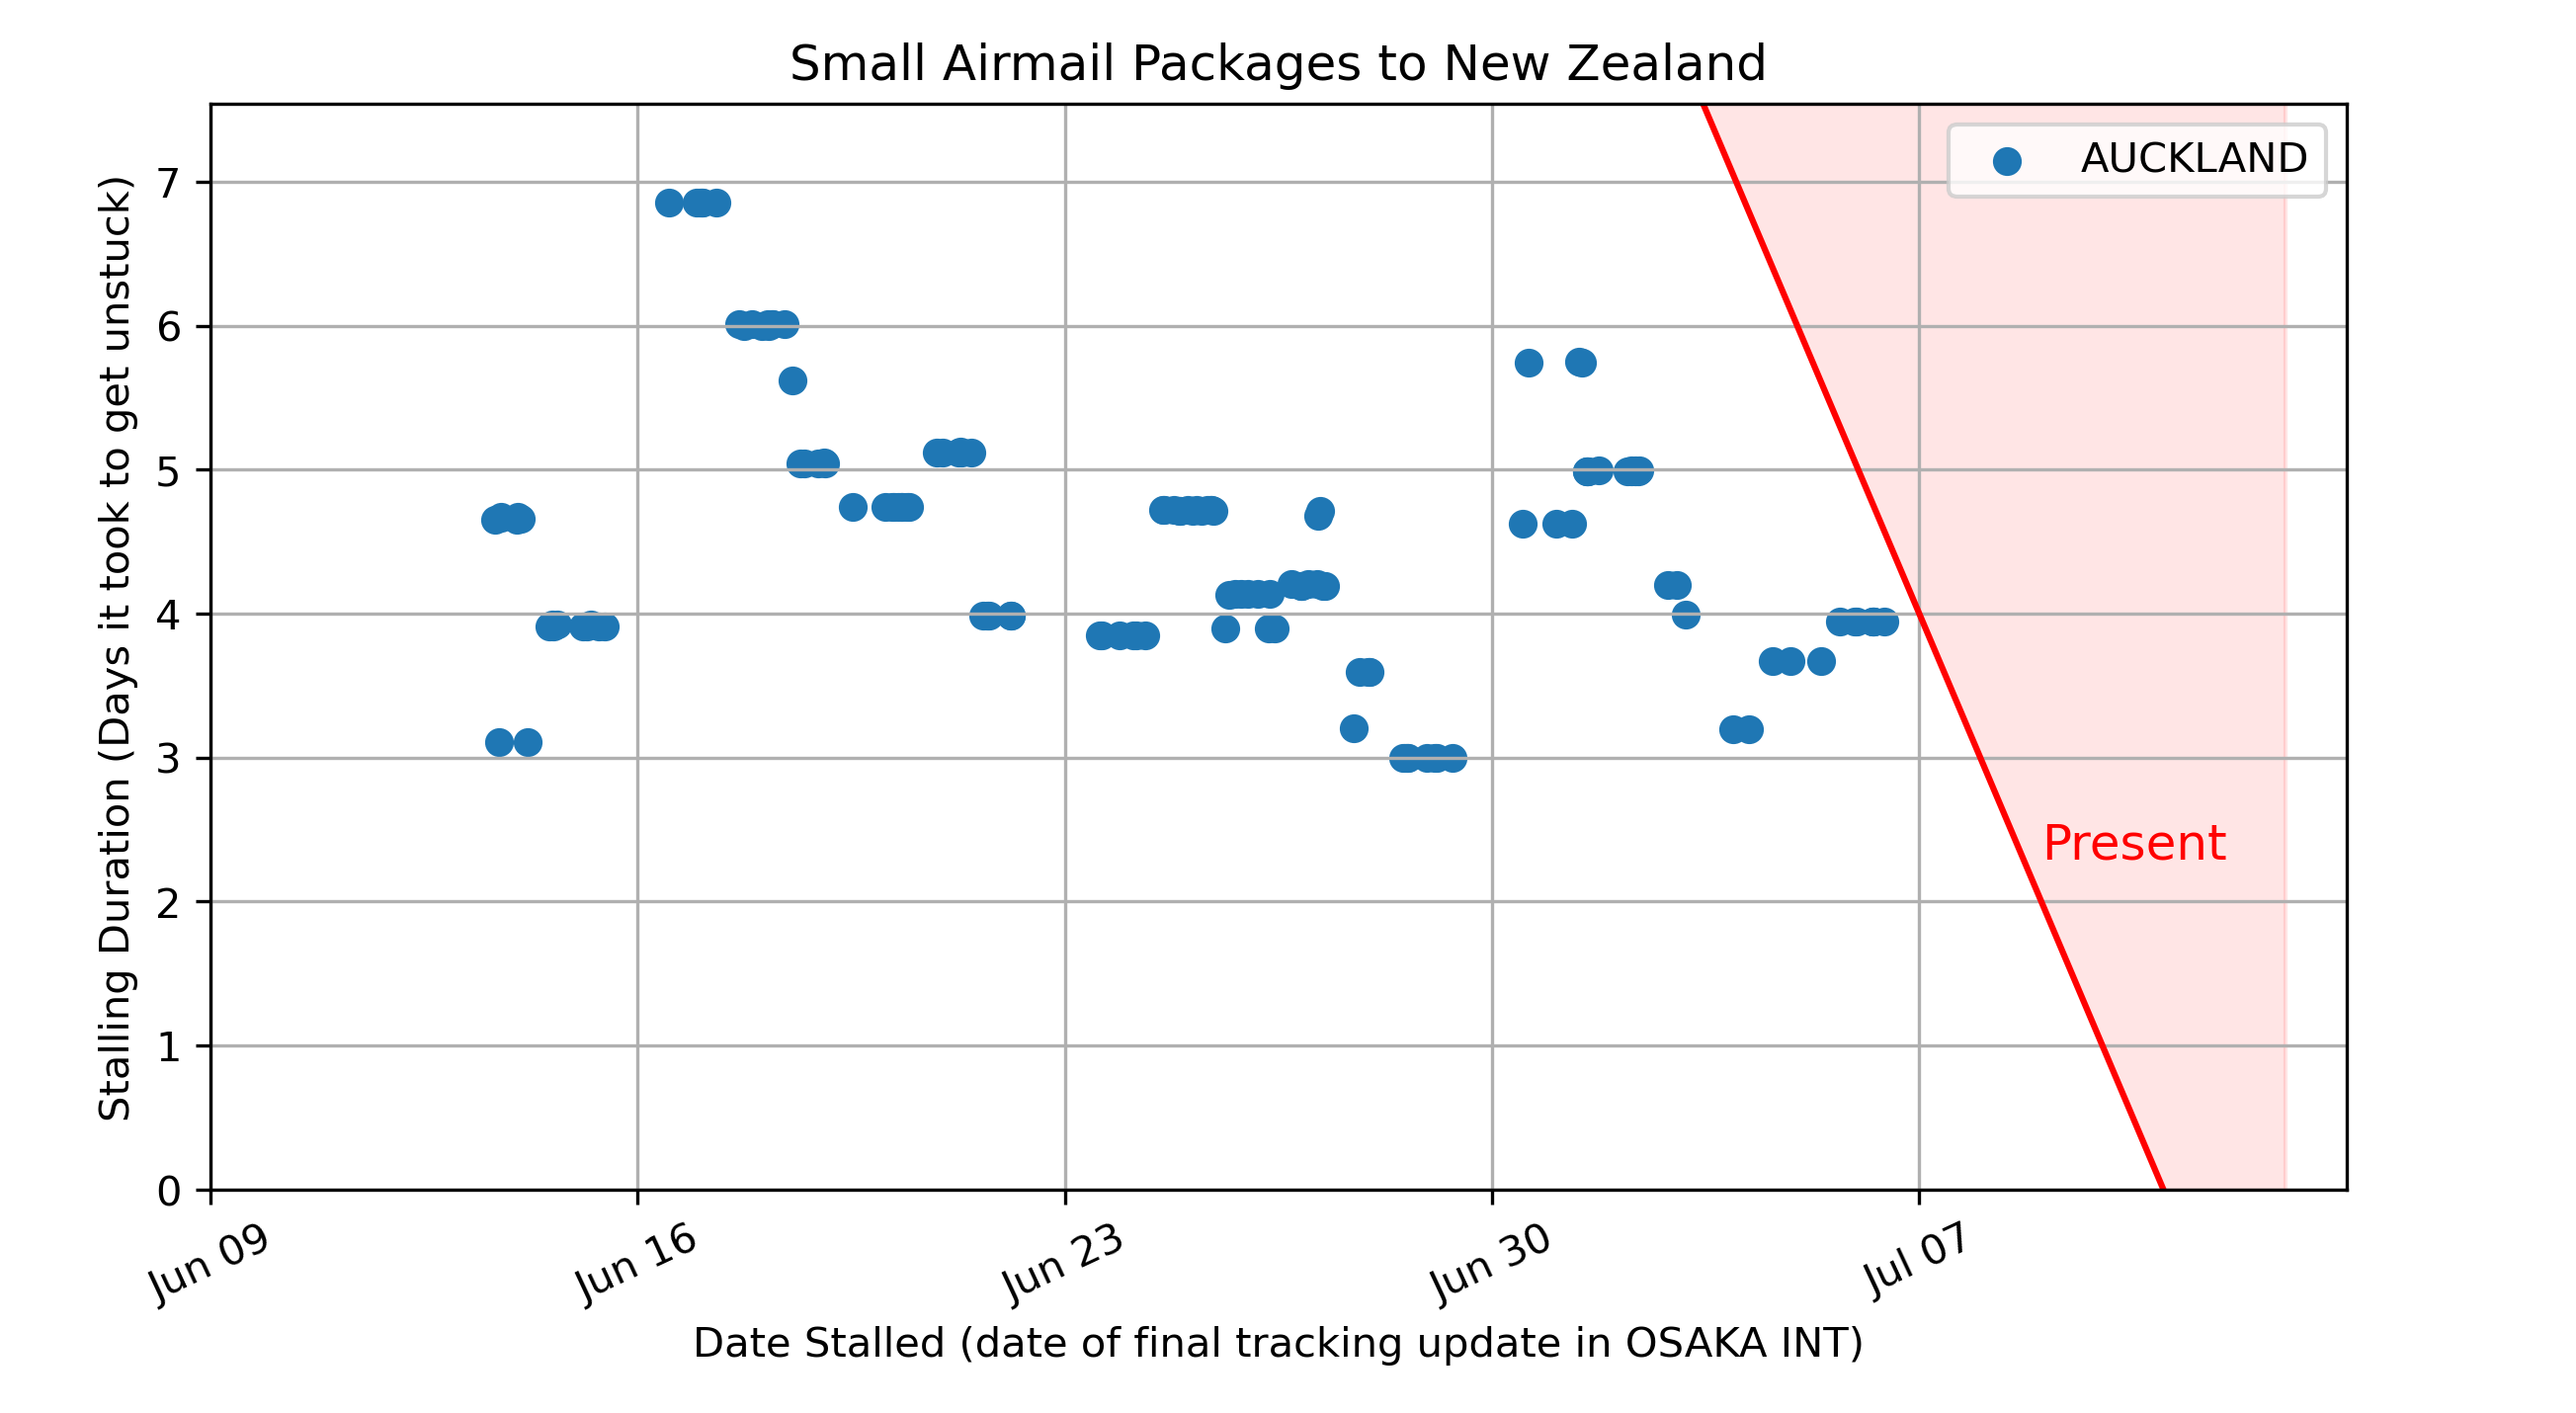 Small Airmail Packages to New Zealand
AUCKLAND
Stalling Duration (Days it took to get unstuck)
7
6
5
4
3
2
1
0
Present
Jun 09
Jun 16
Jun 23
Jun 30
Jul 07
Date Stalled (date of final tracking update in OSAKA INT)